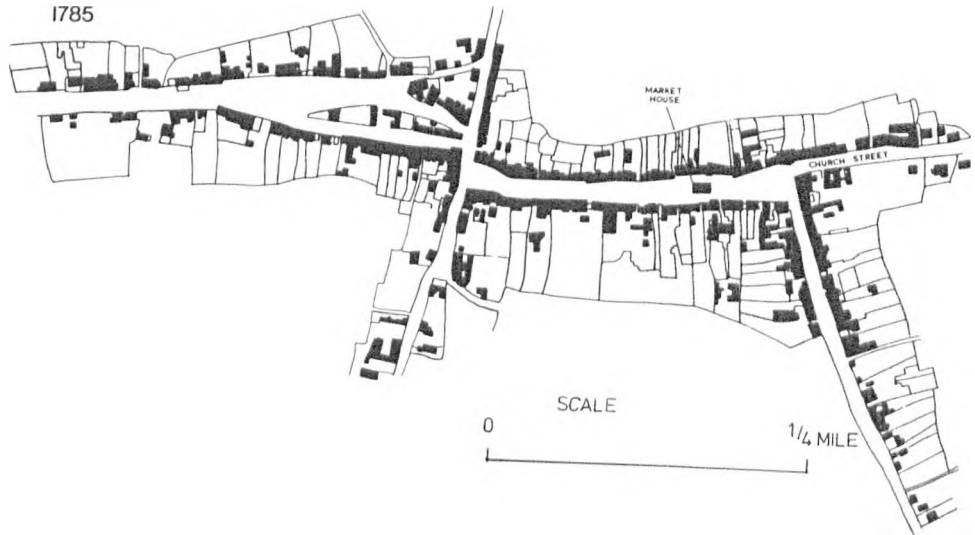 1785
MARKET
HOUSE
CHURCH STREET
SCALE
0
1/4 MILE